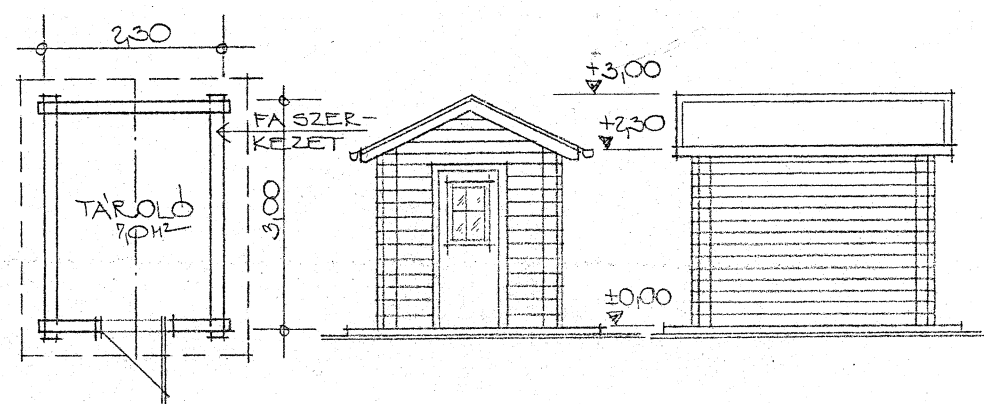 2,30
FA SZER-
KEZET
TÁROLÓ
7,0 M²
3,00
+3,00
+2,30
±0,00